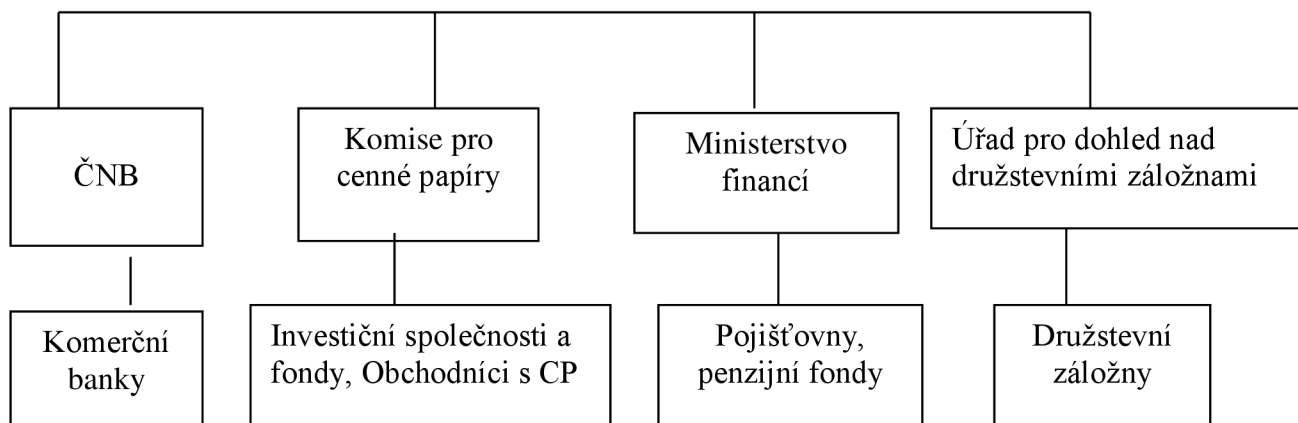 ČNB
Komise pro
cenné papíry
Ministerstvo
financí
Úřad pro dohled nad
družstevními záložnami
Komerční
banky
Investiční společnosti a
fondy, Obchodníci s CP
Pojišťovny,
penzijní fondy
Družstevní
záložny